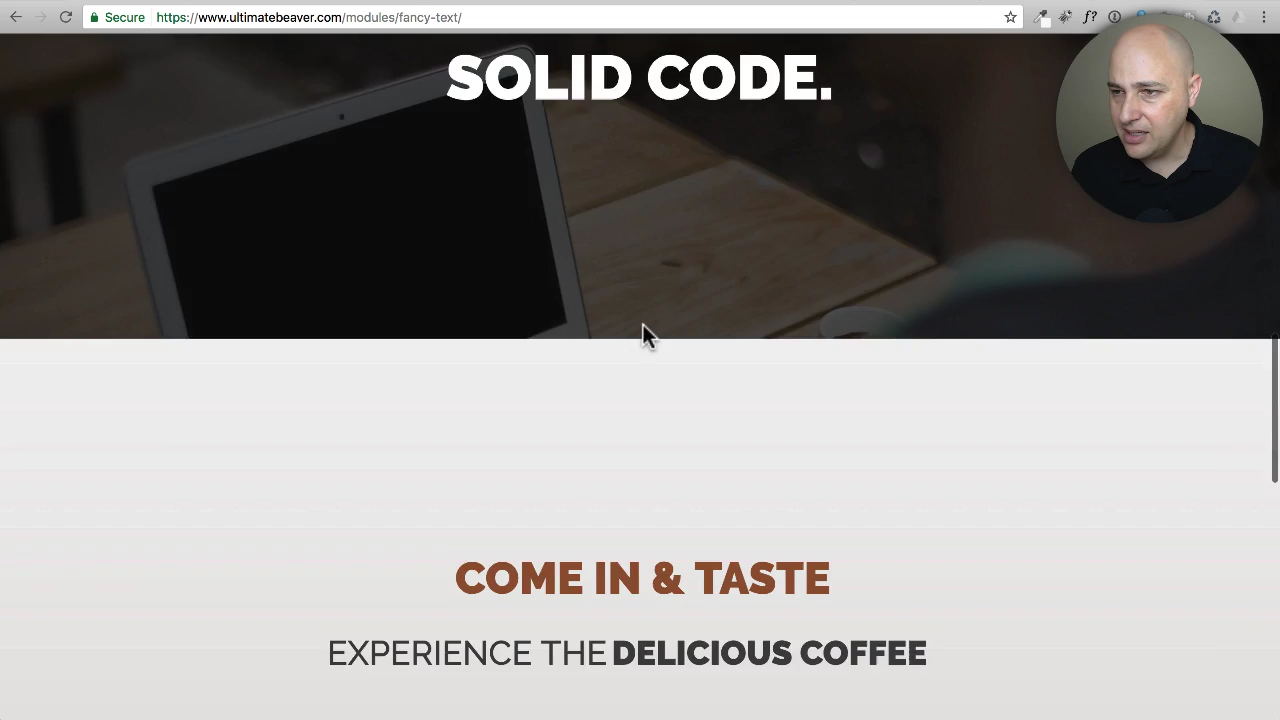 Secure https://www.ultimatebeaver.com/modules/fancy-text/ f?
SOLID CODE.
COME IN & TASTE
EXPERIENCE THE DELICIOUS COFFEE